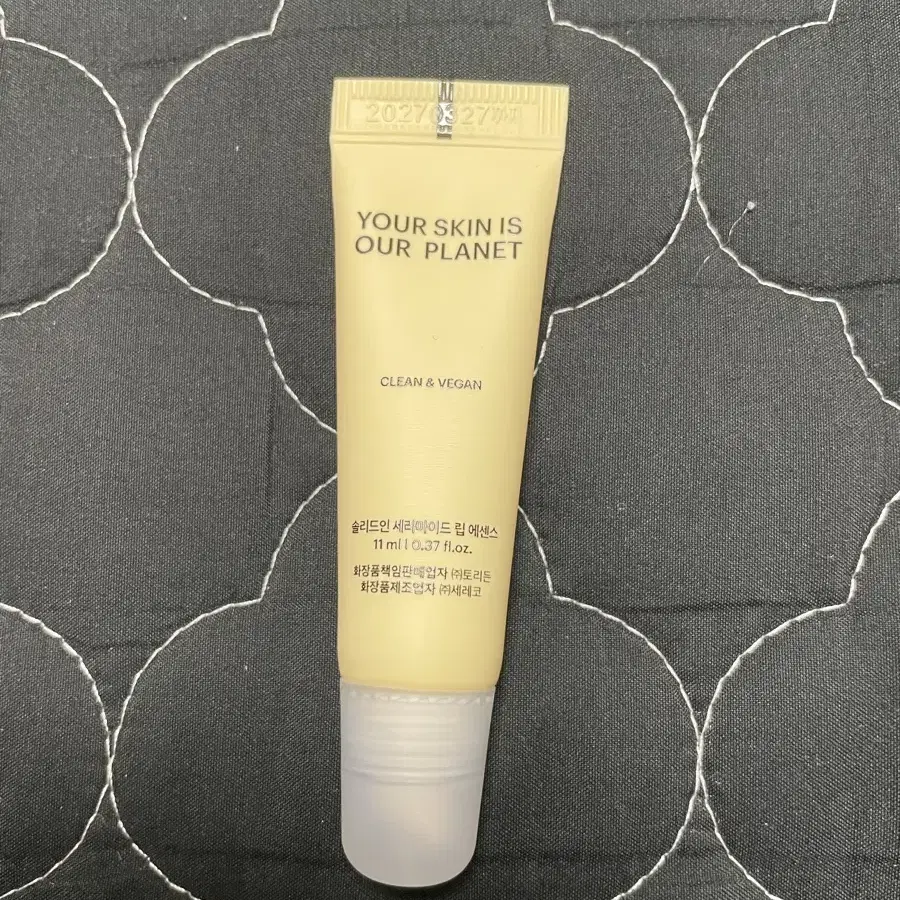 YOUR SKIN IS
OUR PLANET
CLEAN & VEGAN
솔리드인 세라마이드 립 에센스
11 ml l 0.37 fl.oz.
화장품책임판매업자 ㈜토리든
화장품제조업자 ㈜세레코